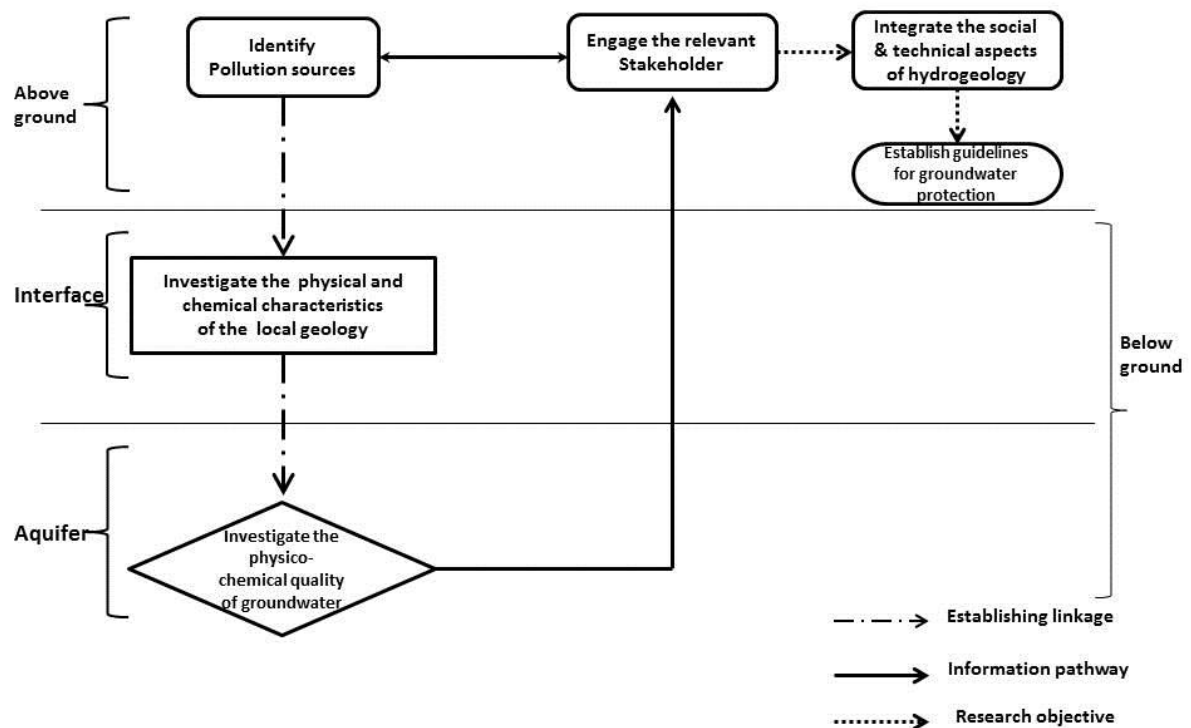 Identify
Pollution sources
Engage the relevant
Stakeholder
Integrate the social
& technical aspects
of hydrogeology
Above
ground
Establish guidelines
for groundwater
protection
Interface
Investigate the physical and
chemical characteristics
of the local geology
Below
ground
Aquifer
Investigate the
physico-
chemical quality
of groundwater
Establishing linkage
Information pathway
Research objective